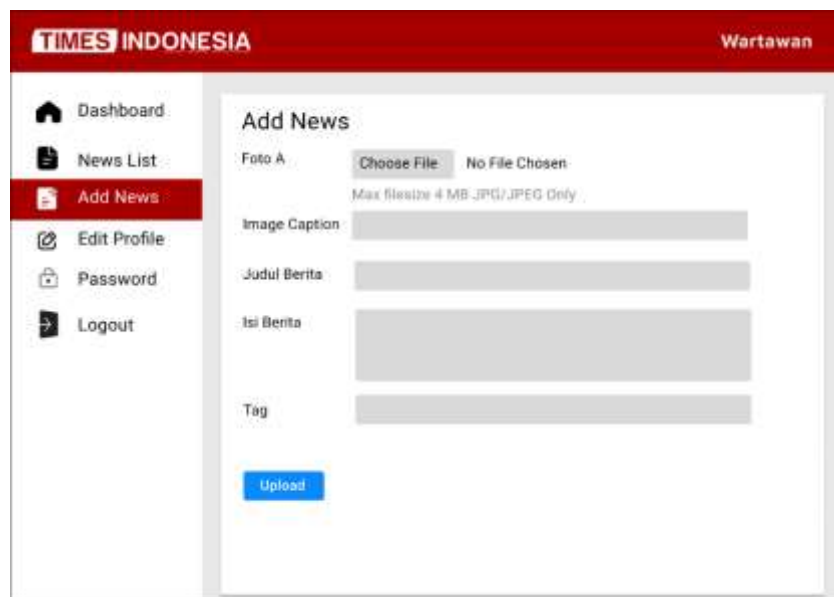 TIMES INDONESIA
Wartawan
Dashboard
News List
Add News
Edit Profile
Password
Logout
Add News
Foto A
Choose File No File Chosen
Max filesize 4 MB JPG/JPEG Only
Image Caption
Judul Berita
Isi Berita
Tag
Upload